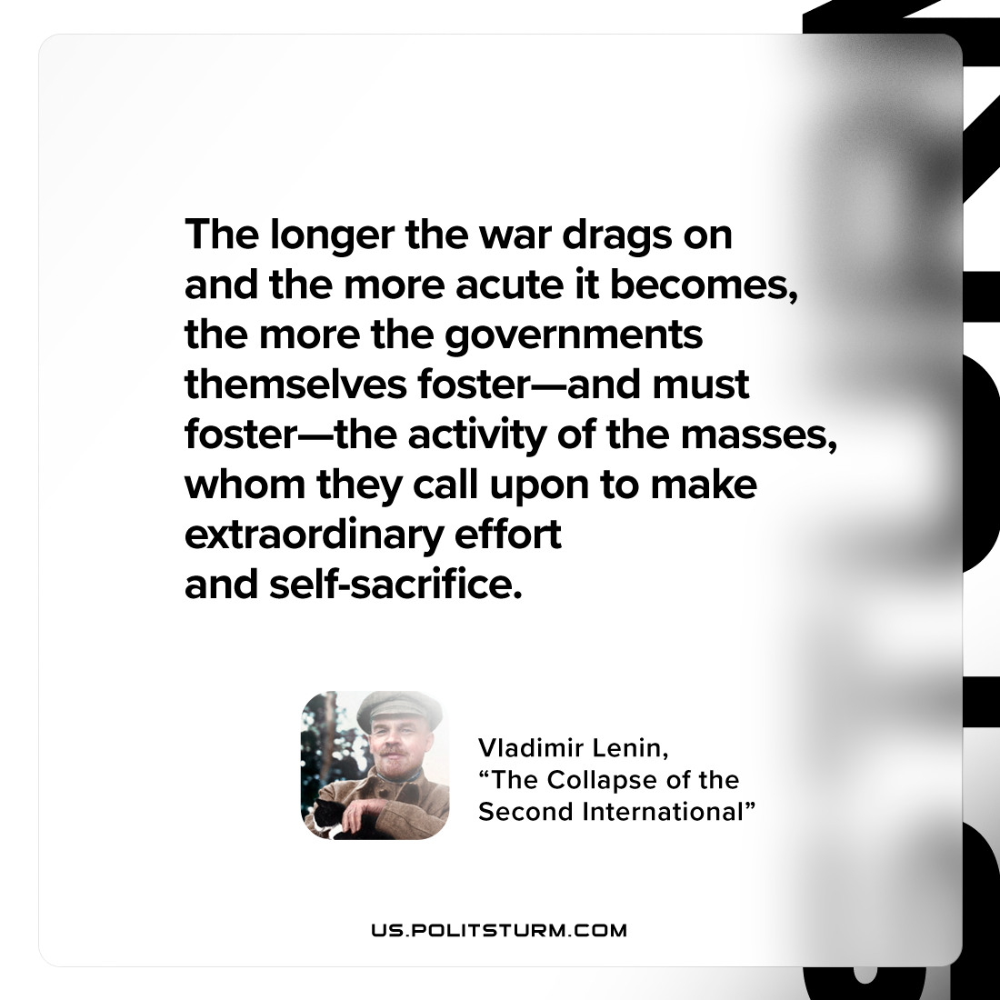 The longer the war drags on
and the more acute it becomes,
the more the governments
themselves foster—and must
foster—the activity of the masses,
whom they call upon to make
extraordinary effort
and self-sacrifice.
Vladimir Lenin,
“The Collapse of the
Second International”
US.POLITSTURM.COM